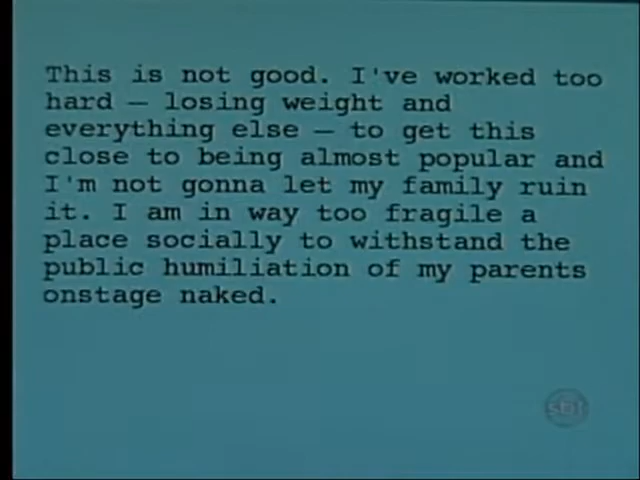 This is not good. I've worked too
hard — losing weight and
everything else — to get this
close to being almost popular and
I'm not gonna let my family ruin
it. I am in way too fragile a
place socially to withstand the
public humiliation of my parents
onstage naked.
sbt